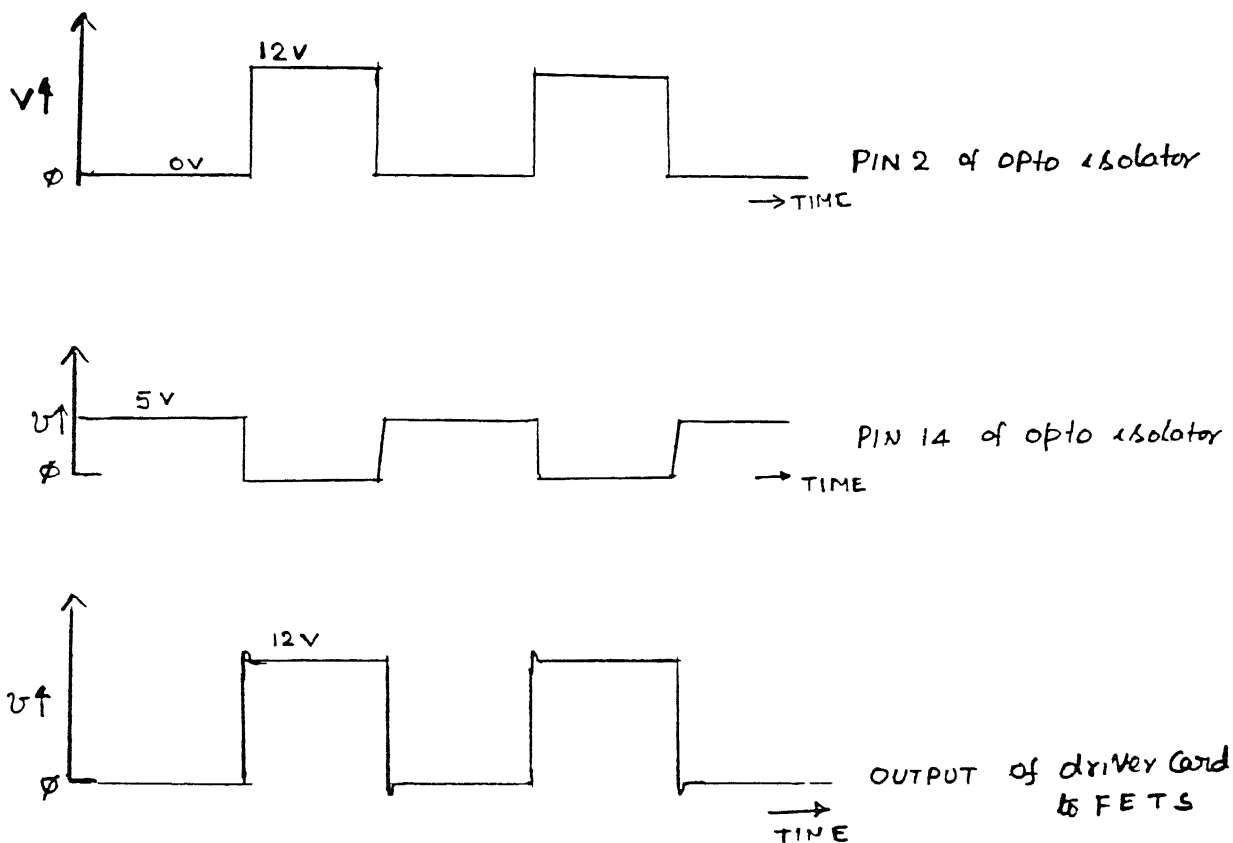 12V
V↑
0V
φ
PIN 2 of opto isolator
→ TIME
5V
v↑
φ
PIN 14 of opto isolator
→ TIME
12V
v↑
φ
OUTPUT of driver Card
to FETS
→
TIME